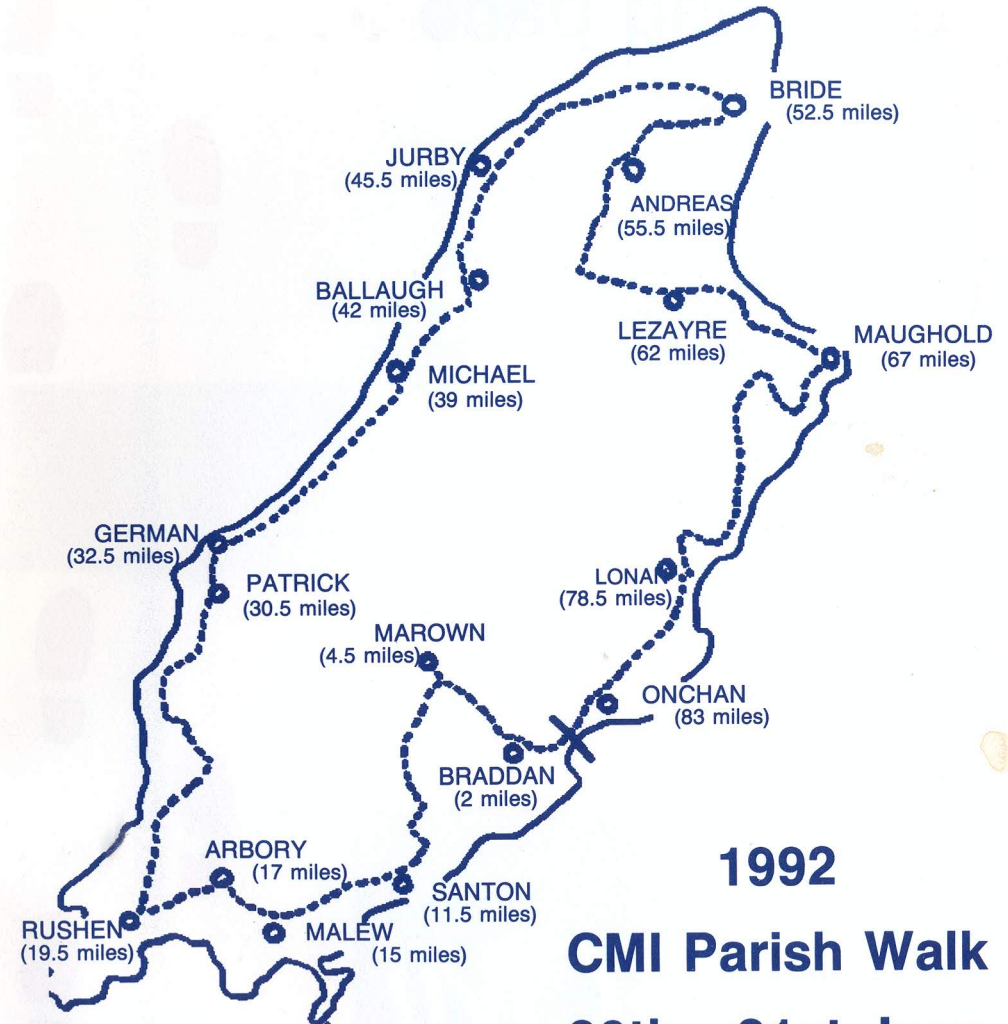 BRIDE
(52.5 miles)
JURBY
(45.5 miles)
ANDREAS
(55.5 miles)
BALLAUGH
(42 miles)
LEZAYRE
(62 miles)
MAUGHOLD
(67 miles)
MICHAEL
(39 miles)
GERMAN
(32.5 miles)
PATRICK
(30.5 miles)
LONAN
(78.5 miles)
MAROWN
(4.5 miles)
ONCHAN
(83 miles)
BRADDAN
(2 miles)
ARBORY
(17 miles)
SANTON
(11.5 miles)
RUSHEN
(19.5 miles)
MALEW
(15 miles)
1992
CMI Parish Walk